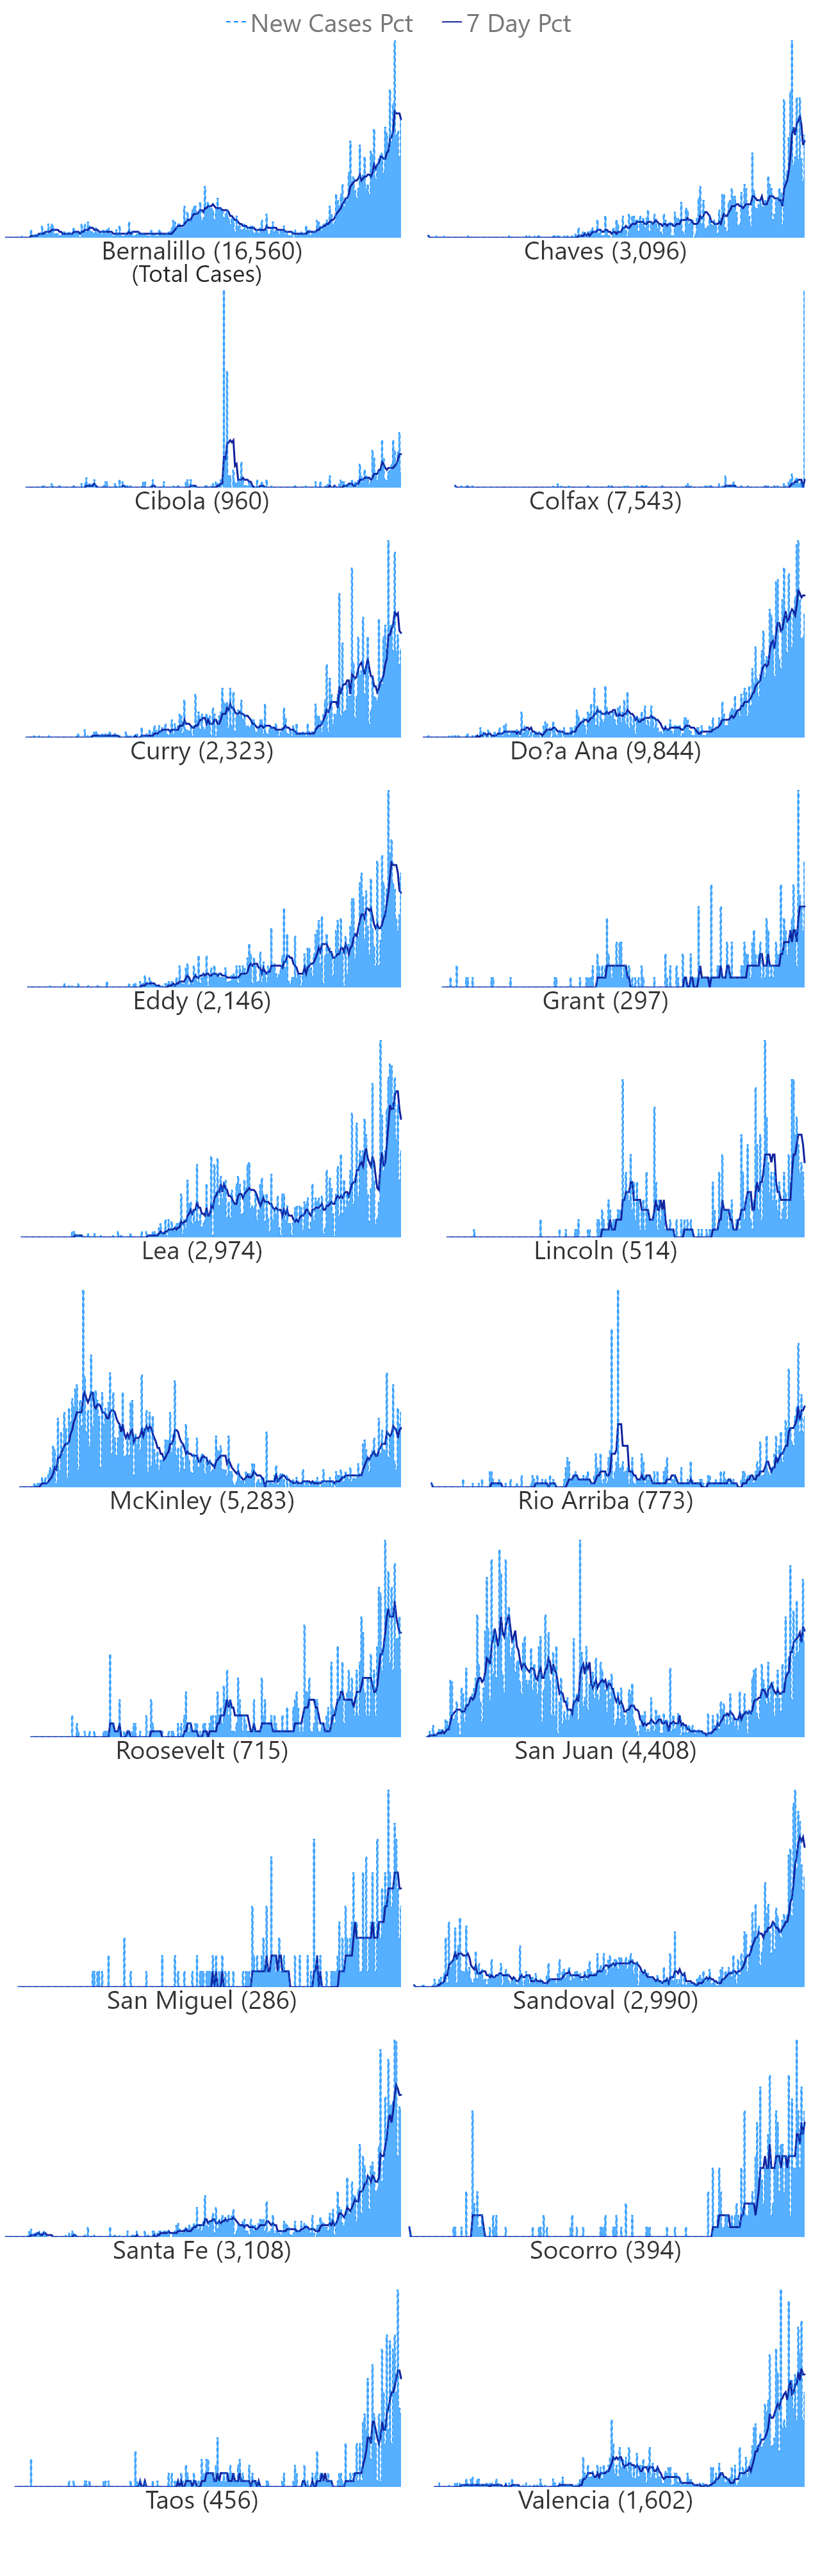 New Cases Pct 7 Day Pct
Bernalillo (16,560) Chaves (3,096)
(Total Cases)
Cibola (960) Colfax (7,543)
Curry (2,323) Do?a Ana (9,844)
Eddy (2,146) Grant (297)
Lea (2,974) Lincoln (514)
McKinley (5,283) Rio Arriba (773)
Roosevelt (715) San Juan (4,408)
San Miguel (286) Sandoval (2,990)
Santa Fe (3,108) Socorro (394)
Taos (456) Valencia (1,602)